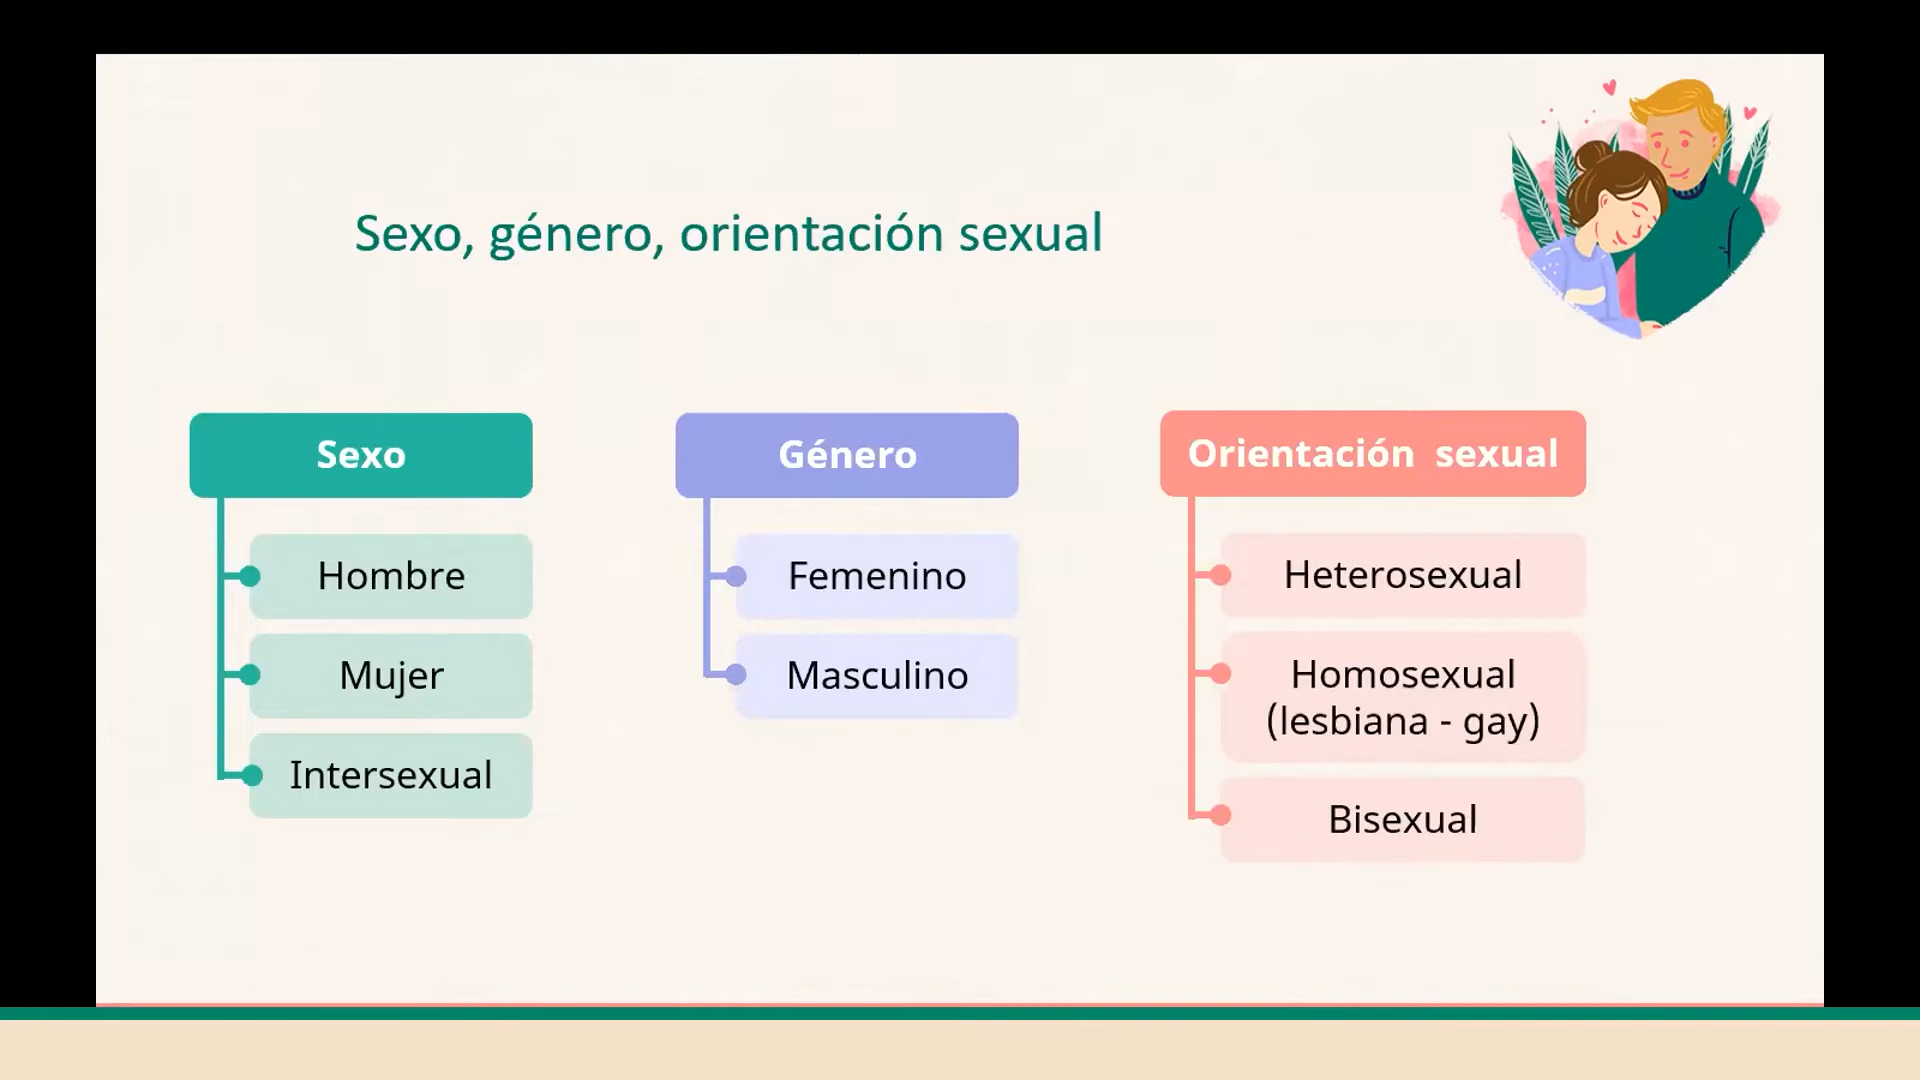 Sexo, género, orientación sexual
Sexo
Hombre
Mujer
Intersexual
Género
Femenino
Masculino
Orientación sexual
Heterosexual
Homosexual
(lesbiana - gay)
Bisexual